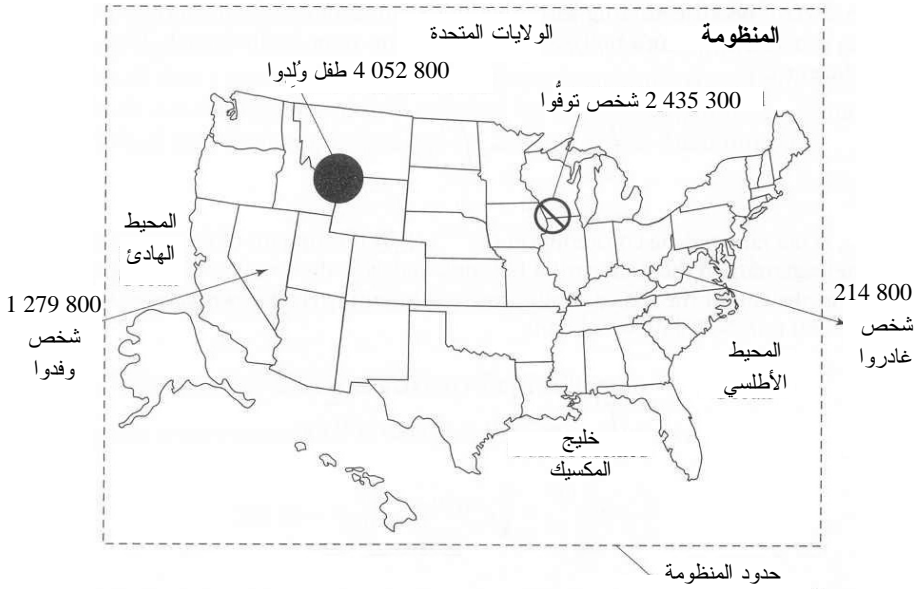 المنظومة
الولايات المتحدة
4 052 800 طفل وُلِدوا
2 435 300 شخص توفُّوا
المحيط
الهادئ
1 279 800
شخص
وفدوا
214 800
شخص
غادروا
المحيط
الأطلسي
خليج
المكسيك
حدود المنظومة